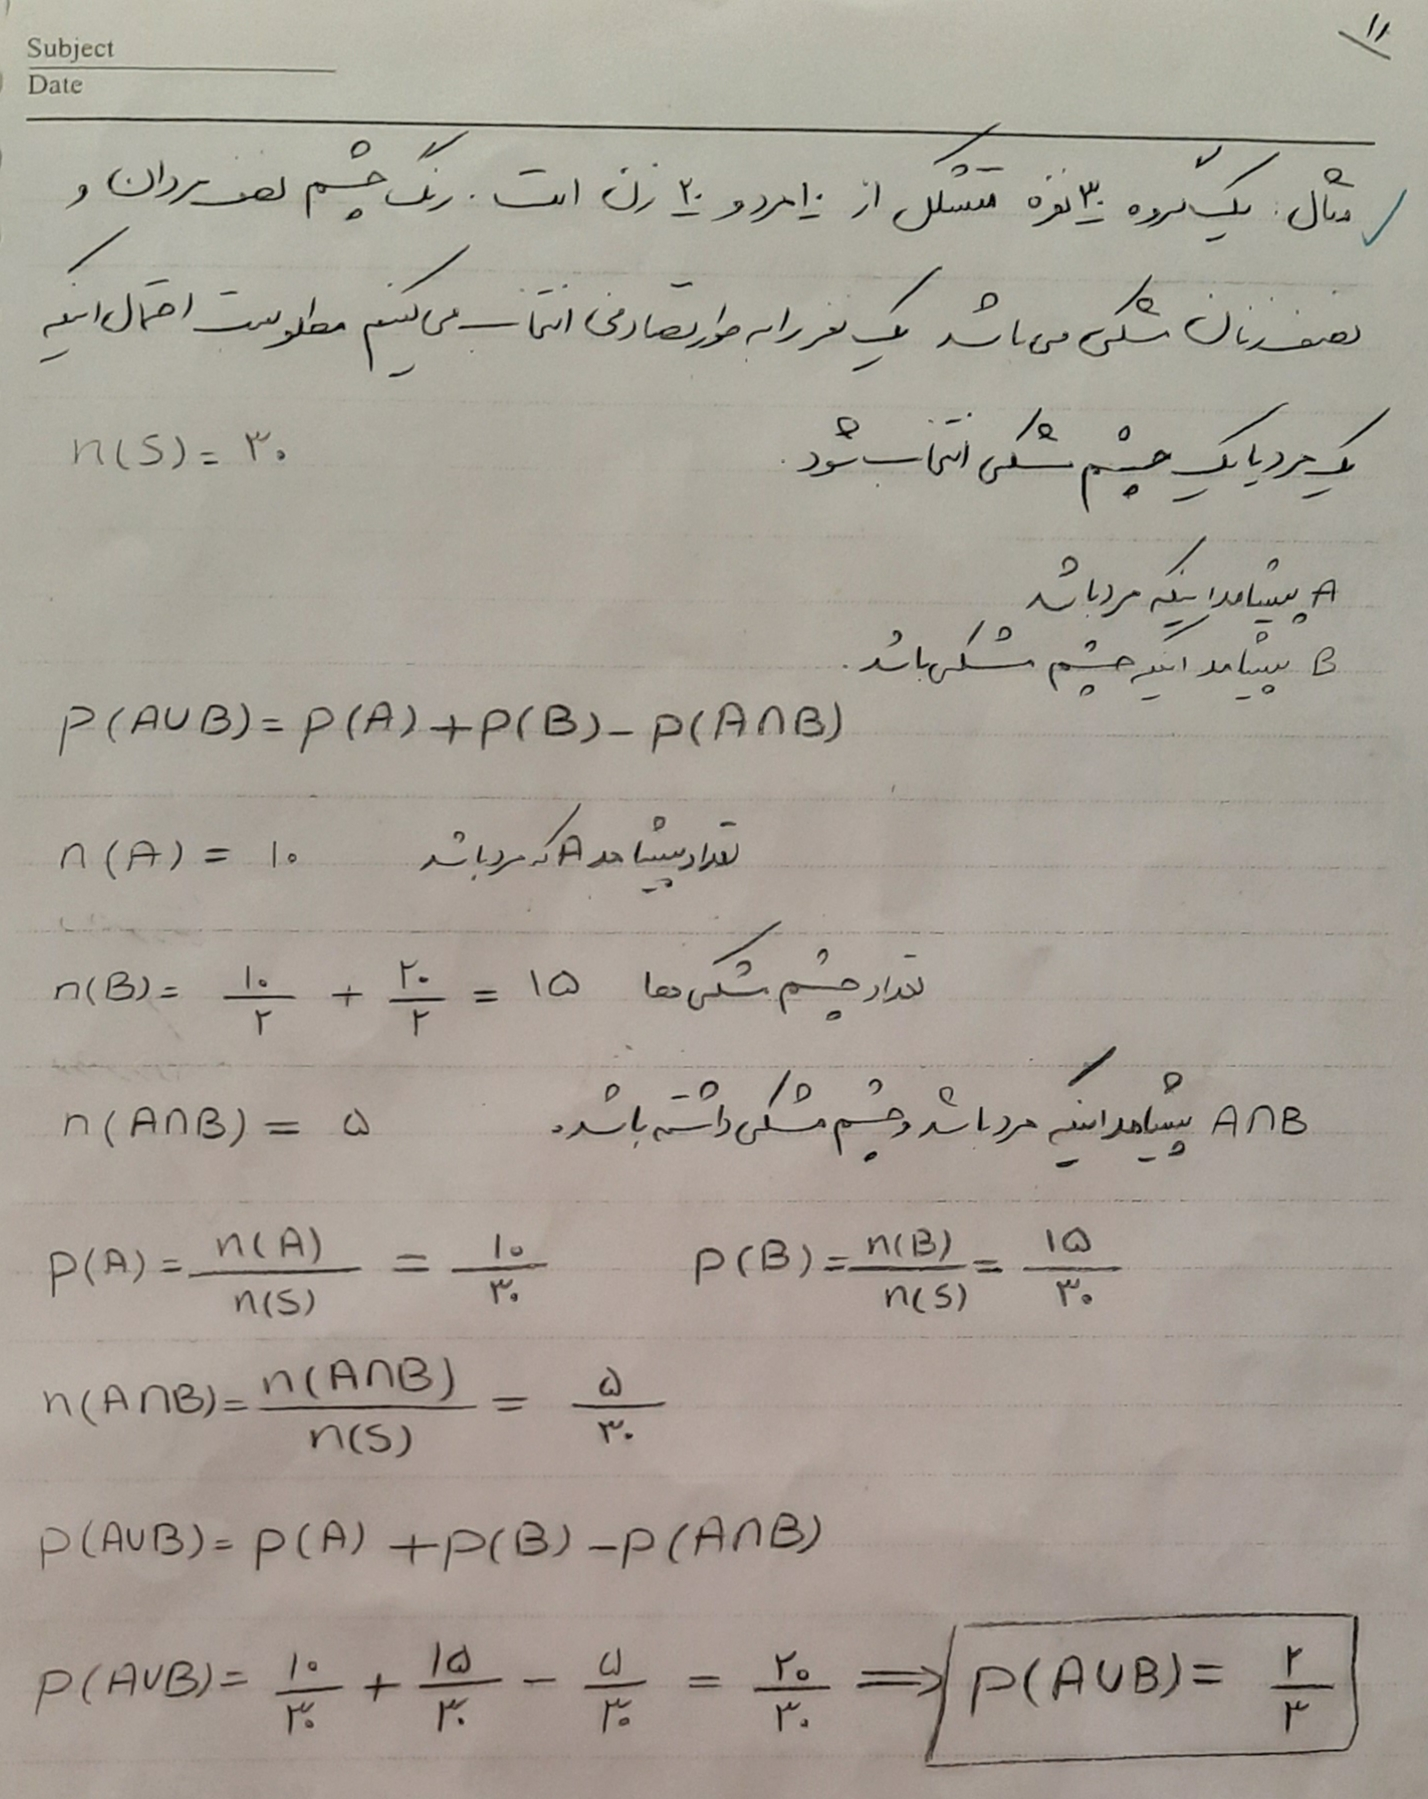 ۱۱
Subject
Date
مثال: یک گروه ۳۰ نفره متشکل از ۱۰ مرد و ۲۰ زن است. رنگ چشم نصف مردان و
نصف زنان مشکی می باشد یک نفر را به طور تصادفی انتخاب می کنیم مطلوبست احتمال اینکه
یک مرد یا یک چشم مشکی انتخاب شود.
n(S) = ۳۰
A پیشامد اینکه مرد باشد
B پیشامد اینکه چشم مشکی باشد.
p(A∪B) = p(A) + p(B) - p(A∩B)
n(A) = ۱۰ تعداد پیشامد A که مرد باشد
n(B) = ۱۰/۲ + ۲۰/۲ = ۱۵ تعداد چشم مشکی ها
n(A∩B) = ۵ A∩B پیشامد اینکه مرد باشد و چشم مشکی داشته باشد.
p(A) = n(A)/n(S) = ۱۰/۳۰ p(B) = n(B)/n(S) = ۱۵/۳۰
n(A∩B) = n(A∩B)/n(S) = ۵/۳۰
p(A∪B) = p(A) + p(B) - p(A∩B)
p(A∪B) = ۱۰/۳۰ + ۱۵/۳۰ - ۵/۳۰ = ۲۰/۳۰ ⟹ p(A∪B) = ۲/۳